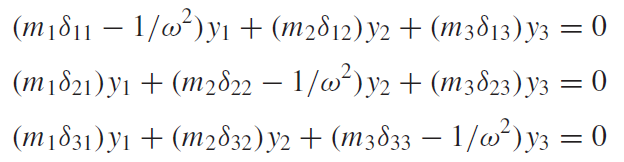 (m₁δ₁₁ − 1/ω²)y₁ + (m₂δ₁₂)y₂ + (m₃δ₁₃)y₃ = 0
(m₁δ₂₁)y₁ + (m₂δ₂₂ − 1/ω²)y₂ + (m₃δ₂₃)y₃ = 0
(m₁δ₃₁)y₁ + (m₂δ₃₂)y₂ + (m₃δ₃₃ − 1/ω²)y₃ = 0